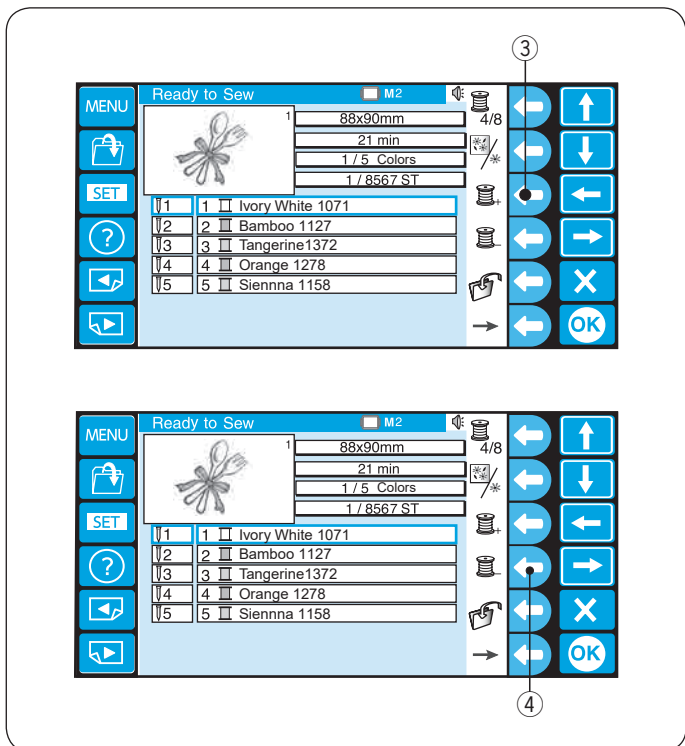 ③
MENU
Ready to Sew
M2
1
88x90mm
4/8
21 min
1 / 5 Colors
SET
1 / 8567 ST
1 1 Ivory White 1071
2 2 Bamboo 1127
3 3 Tangerine1372
4 4 Orange 1278
5 5 Siennna 1158
?
X
OK
MENU
Ready to Sew
M2
1
88x90mm
4/8
21 min
1 / 5 Colors
SET
1 / 8567 ST
1 1 Ivory White 1071
2 2 Bamboo 1127
3 3 Tangerine1372
4 4 Orange 1278
5 5 Siennna 1158
?
X
OK
④